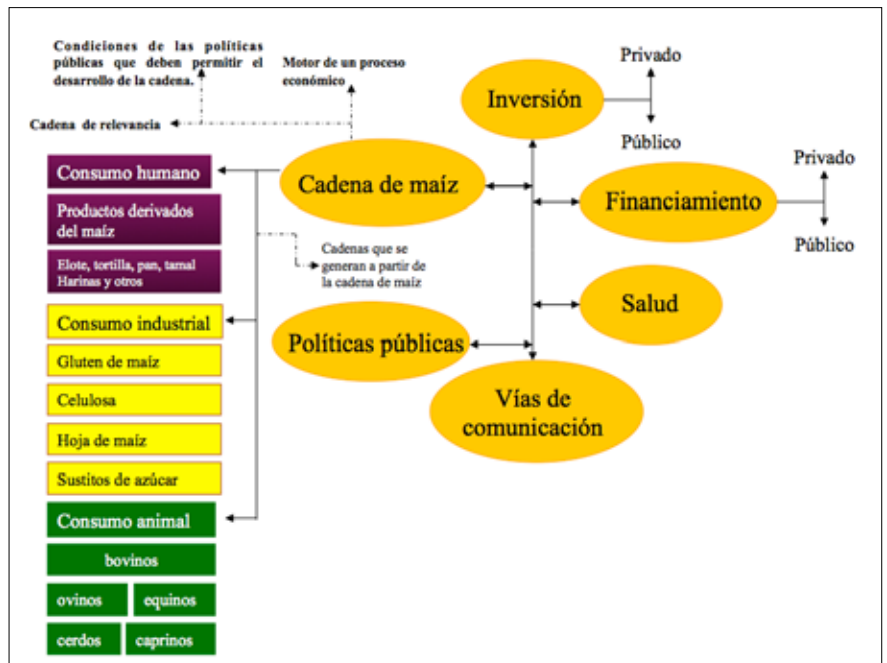 Condiciones de las políticas
públicas que deben permitir el
desarrollo de la cadena.
Motor de un proceso
económico
Cadena de relevancia
Inversión
Privado
Público
Cadena de maíz
Financiamiento
Privado
Público
Consumo humano
Productos derivados
del maíz
Elote, tortilla, pan, tamal
Harinas y otros
Cadenas que se
generan a partir de
la cadena de maíz
Salud
Políticas públicas
Vías de
comunicación
Consumo industrial
Gluten de maíz
Celulosa
Hoja de maíz
Sustitos de azúcar
Consumo animal
bovinos
ovinos
equinos
cerdos
caprinos